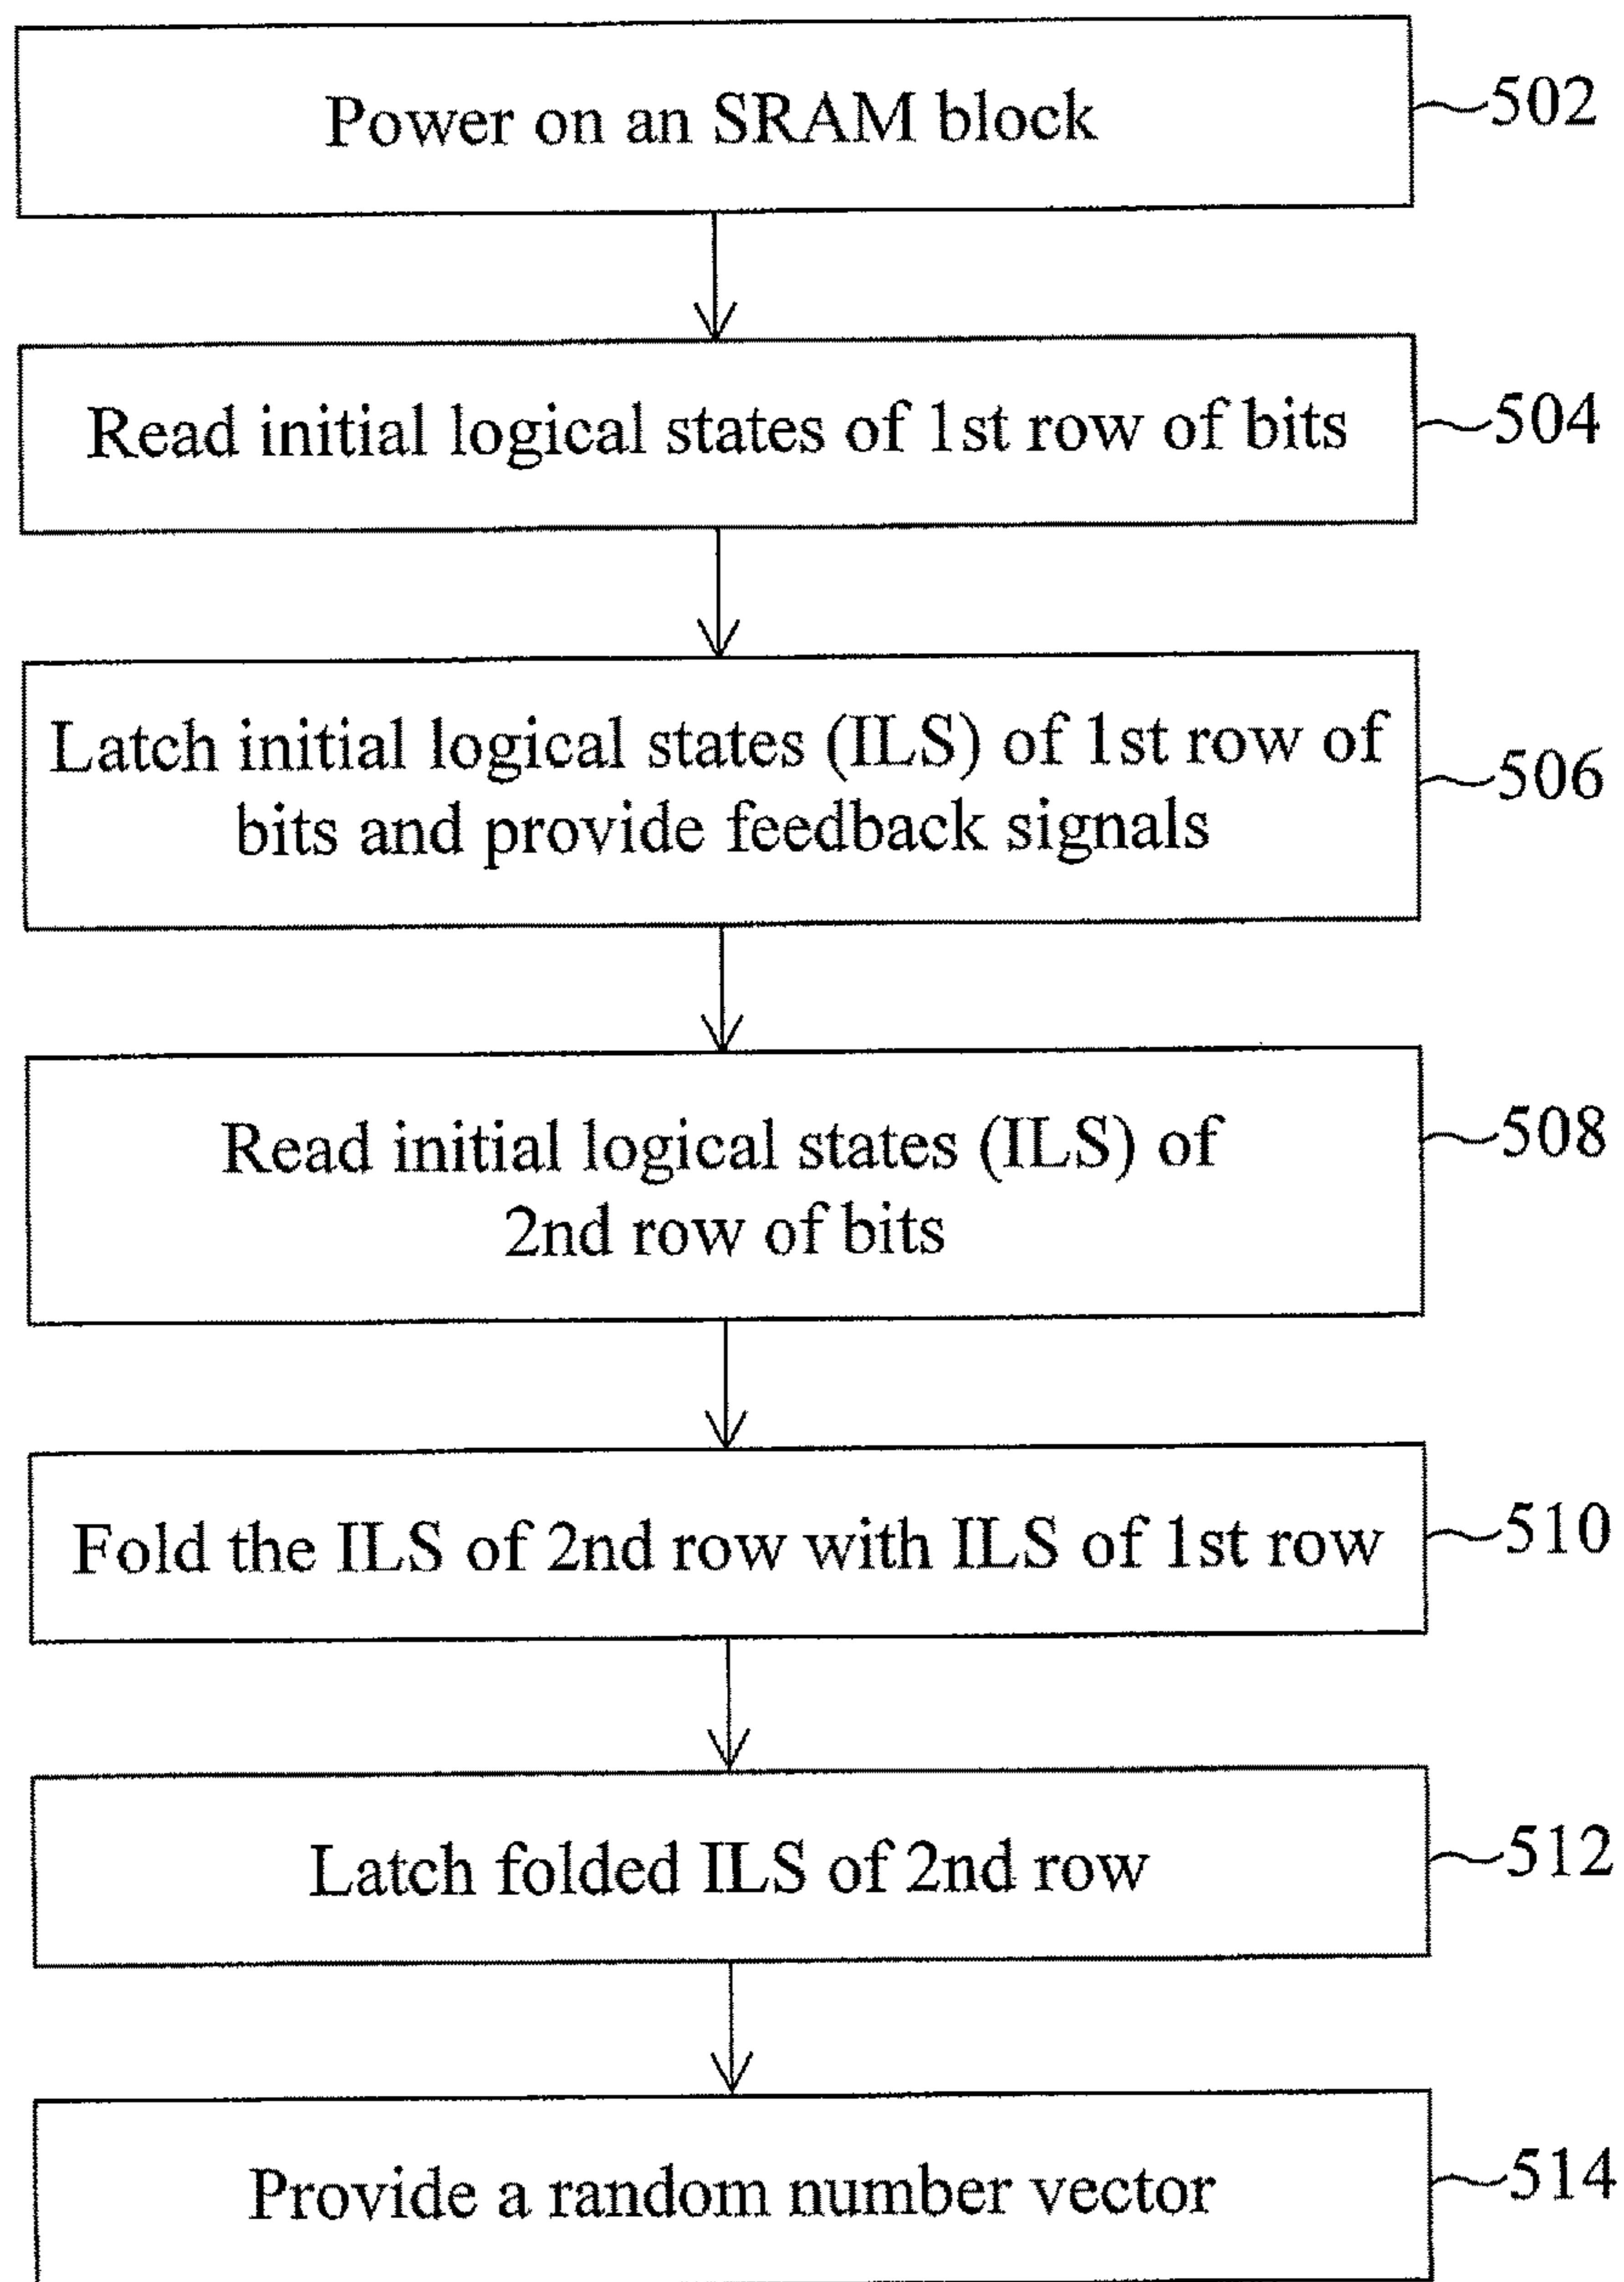 Power on an SRAM block
502
Read initial logical states of 1st row of bits
504
Latch initial logical states (ILS) of 1st row of
bits and provide feedback signals
506
Read initial logical states (ILS) of
2nd row of bits
508
Fold the ILS of 2nd row with ILS of 1st row
510
Latch folded ILS of 2nd row
512
Provide a random number vector
514